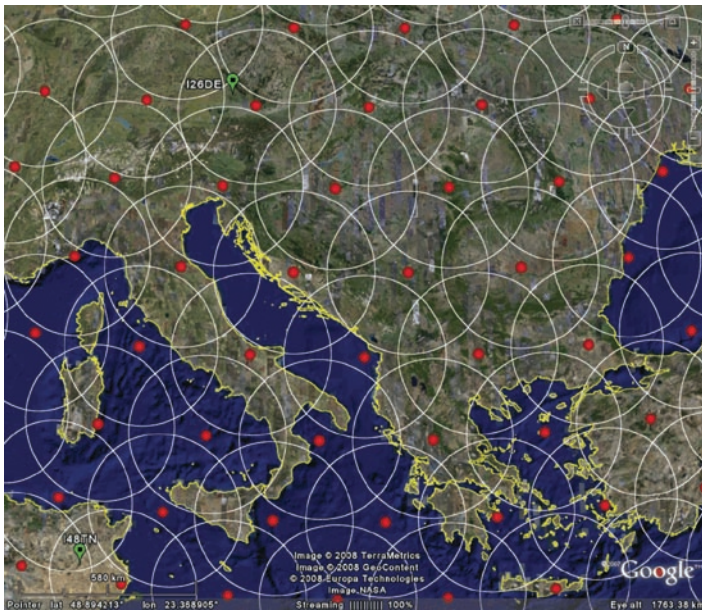 I26DE
N
I48TN
580 km
Image © 2008 TerraMetrics
Image © 2008 GeoContent
© 2008 Europa Technologies
Image NASA
Google
Pointer lat 48.894213° lon 23.358905° Streaming |||||||||| 100% Eye alt 1763.38 km